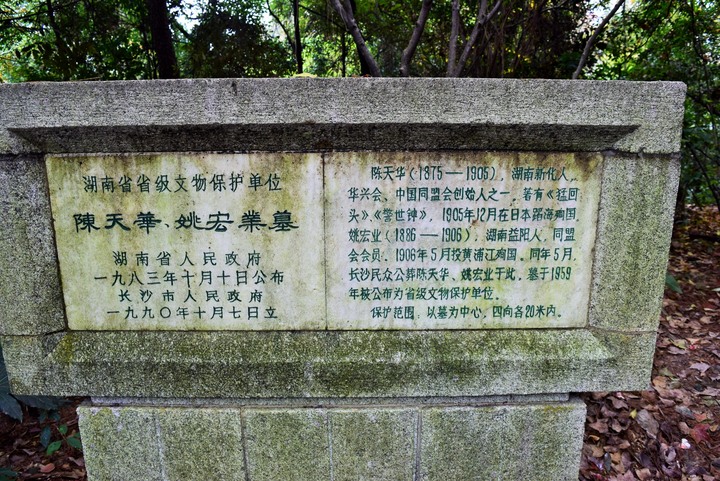 湖南省省级文物保护单位
陳天華、姚宏業墓
湖南省人民政府
一九八三年十月十日公布
长沙市人民政府
一九九〇年十月七日立
陈天华(1875—1905)，湖南新化人，
华兴会、中国同盟会创始人之一，著有《猛回
头》、《警世钟》，1905年12月在日本蹈海殉国，
姚宏业(1886—1906)，湖南益阳人，同盟
会会员，1906年5月投黄浦江殉国，同年5月，
长沙民众公葬陈天华、姚宏业于此，墓于1959
年被公布为省级文物保护单位。
保护范围：以墓为中心，四向各20米内。